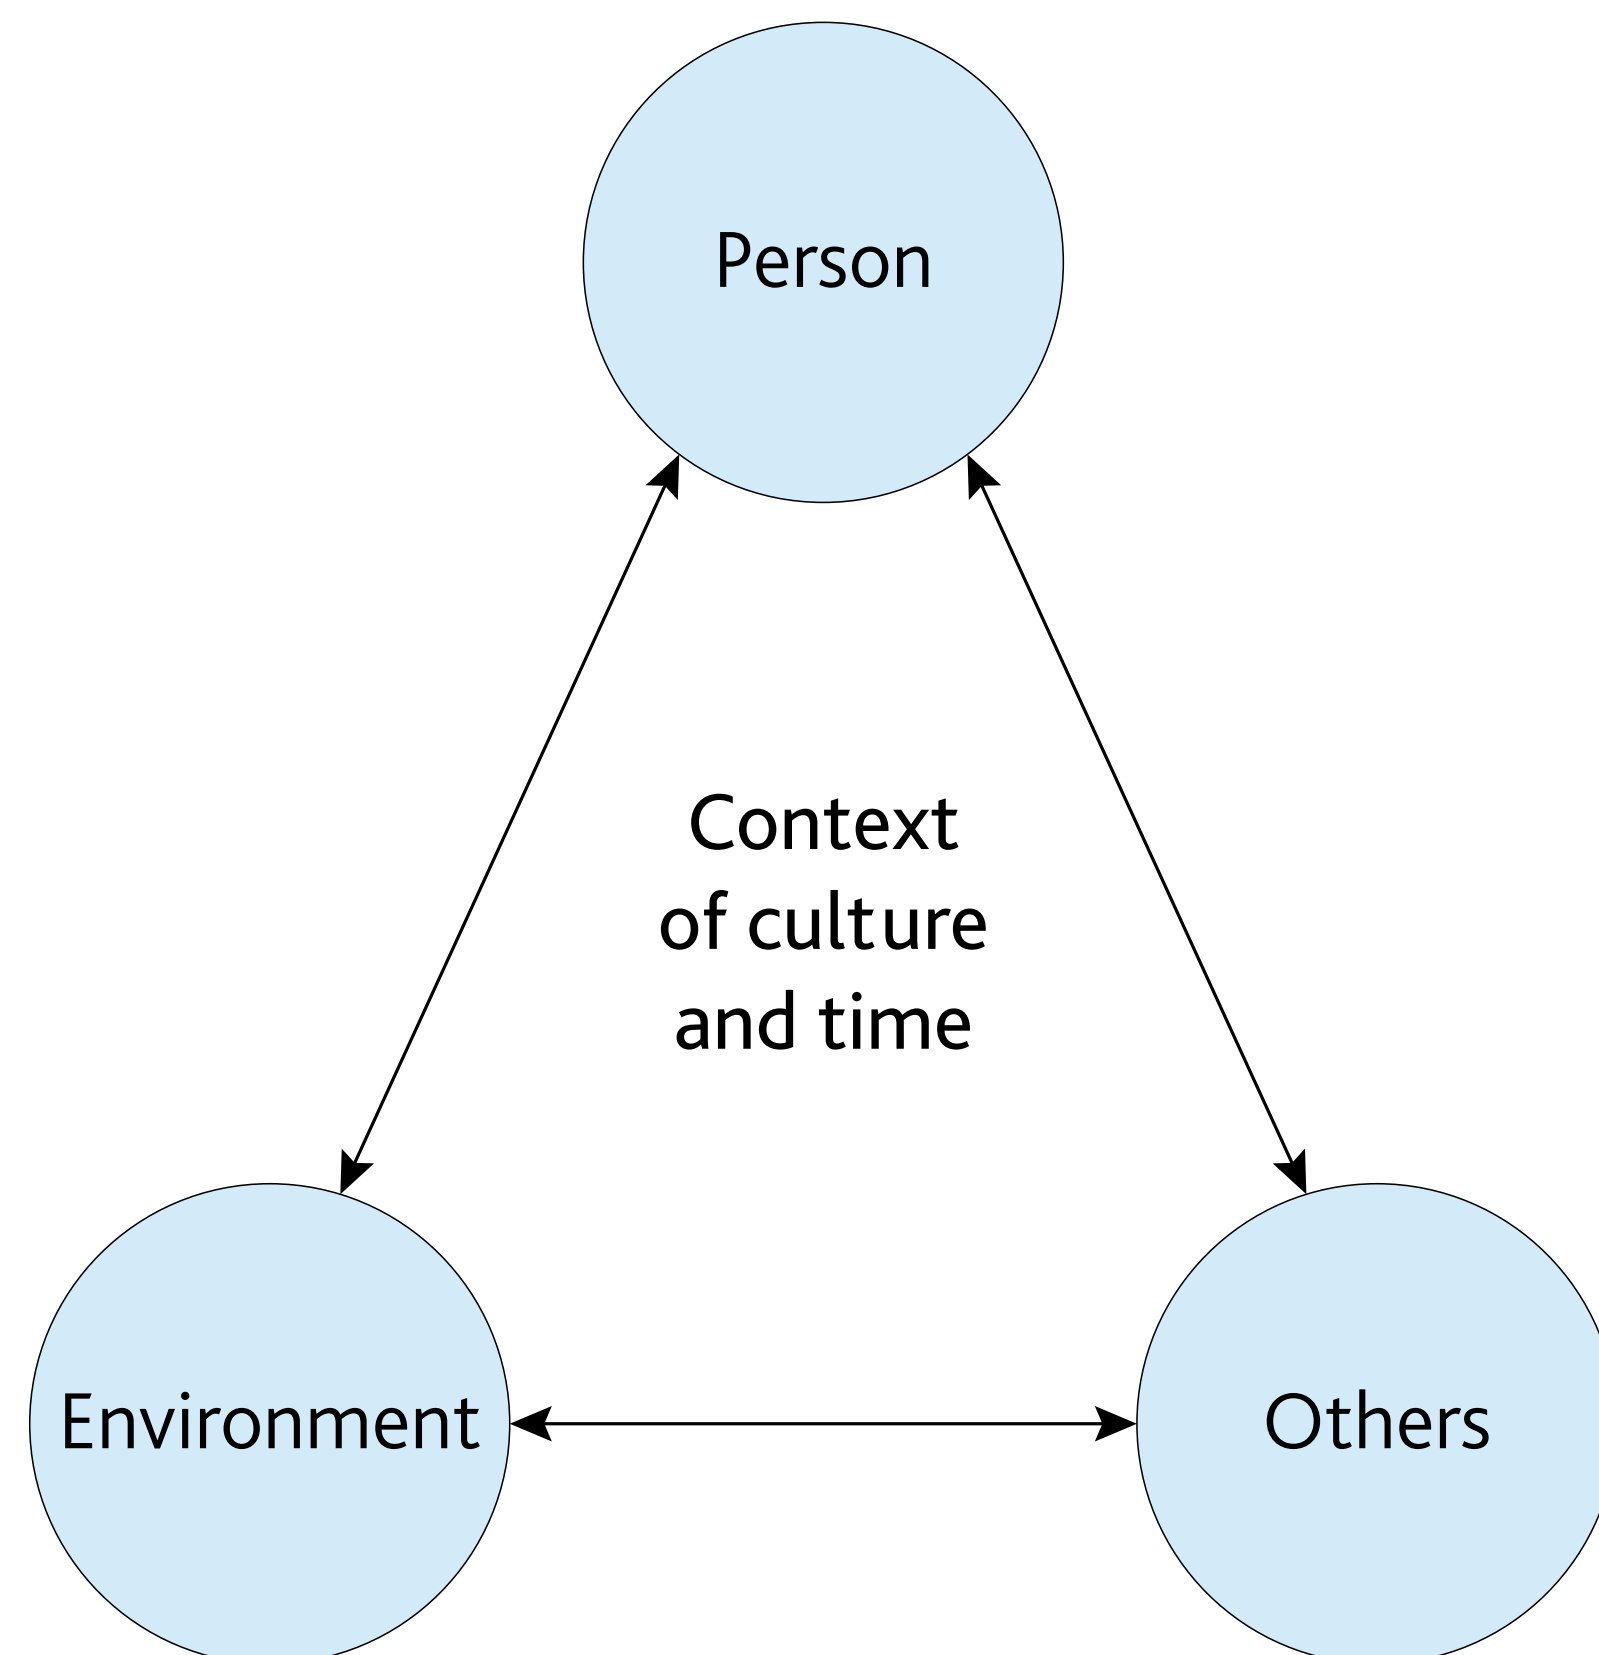 Person
Context
of culture
and time
Environment
Others